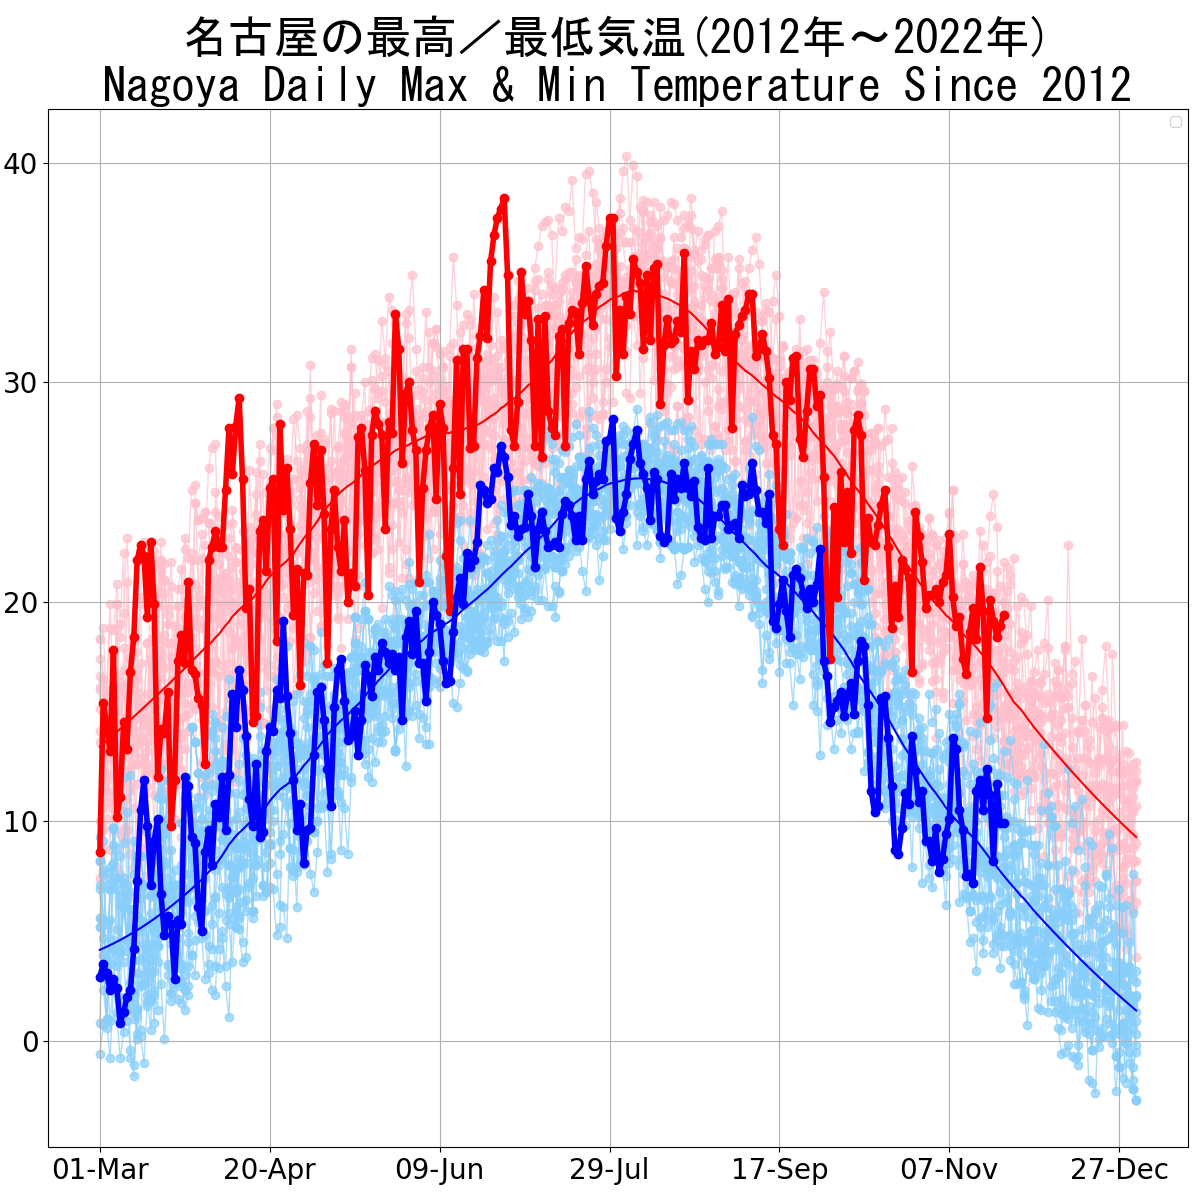 名古屋の最高／最低気温(2012年～2022年)
Nagoya Daily Max & Min Temperature Since 2012
40
30
20
10
0
01-Mar 20-Apr 09-Jun 29-Jul 17-Sep 07-Nov 27-Dec